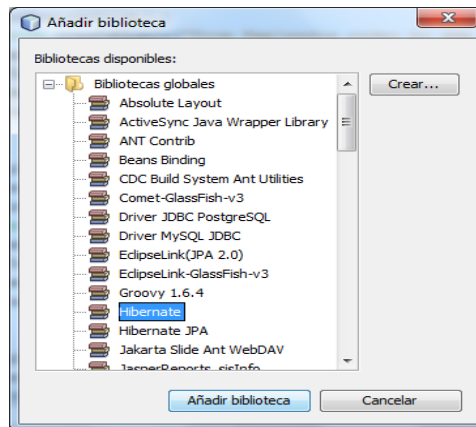 Añadir biblioteca
Bibliotecas disponibles:
Bibliotecas globales
Crear...
Absolute Layout
ActiveSync Java Wrapper Library
ANT Contrib
Beans Binding
CDC Build System Ant Utilities
Comet-GlassFish-v3
Driver JDBC PostgreSQL
Driver MySQL JDBC
EclipseLink(JPA 2.0)
EclipseLink-GlassFish-v3
Groovy 1.6.4
Hibernate
Hibernate JPA
Jakarta Slide Ant WebDAV
JasperReports_sisInfo
Añadir biblioteca Cancelar